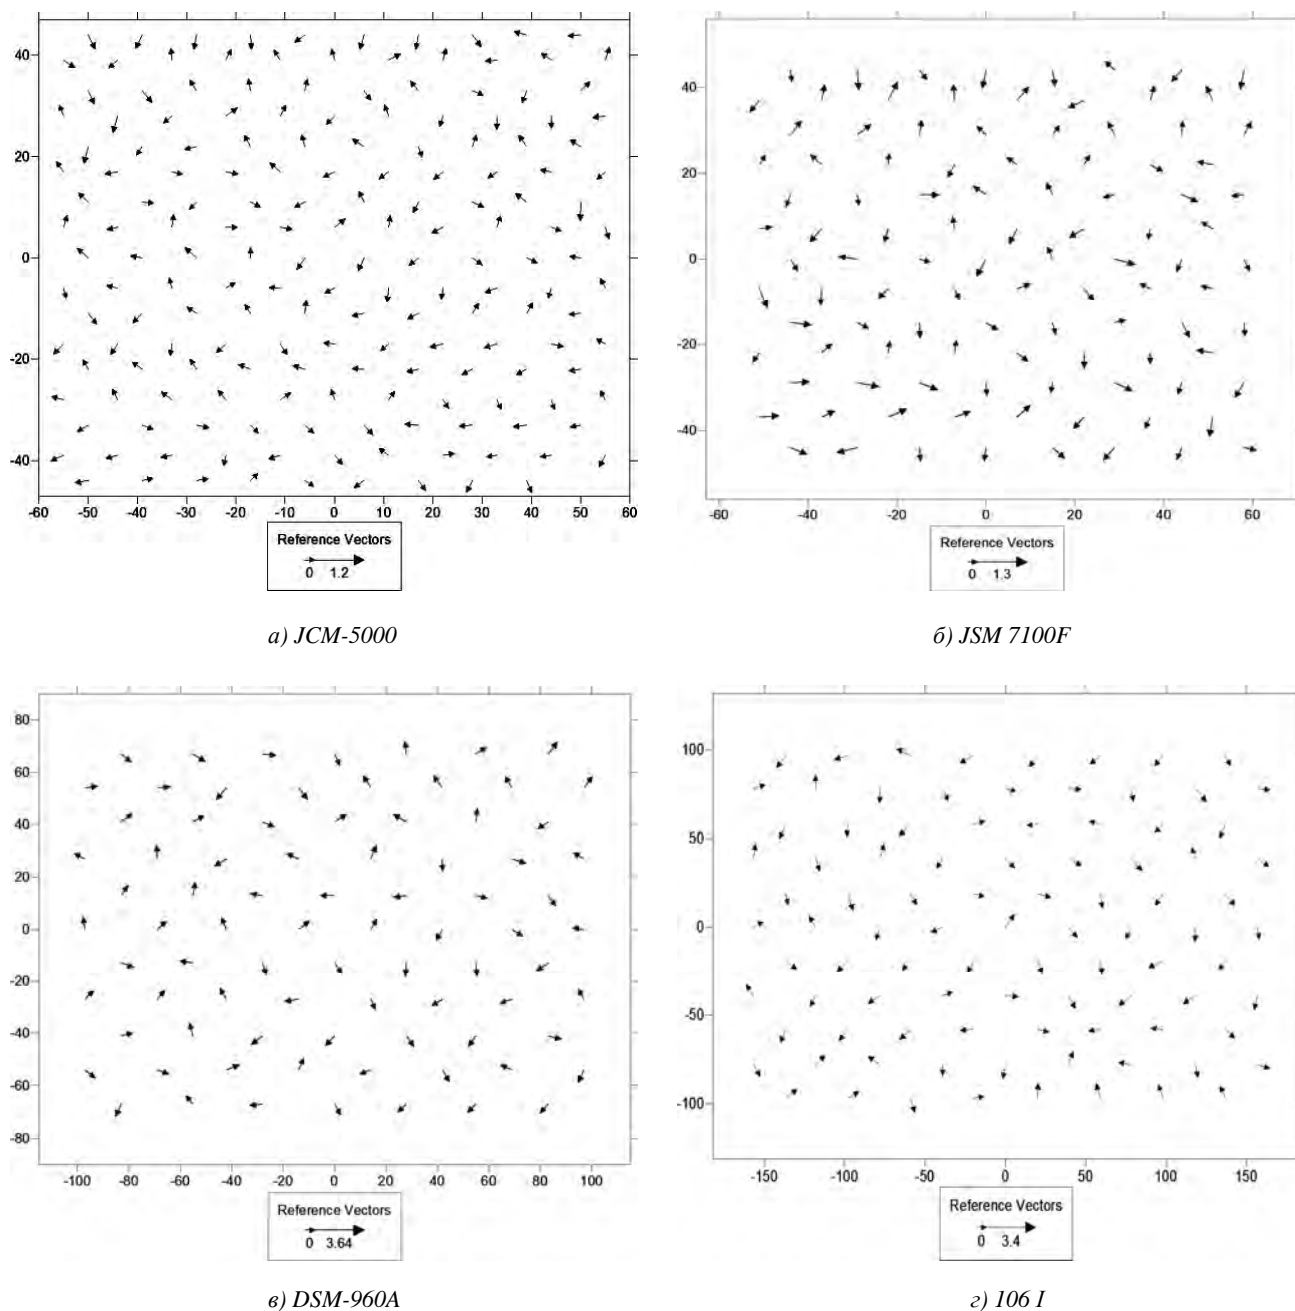 40
20
0
-20
-40
-60 -50 -40 -30 -20 -10 0 10 20 30 40 50 60
Reference Vectors
0 1.2
а) JCM-5000
40
20
0
-20
-40
-60 -40 -20 0 20 40 60
Reference Vectors
0 1.3
б) JSM 7100F
80
60
40
20
0
-20
-40
-60
-80
-100 -80 -60 -40 -20 0 20 40 60 80 100
Reference Vectors
0 3.64
в) DSM-960A
100
50
0
-50
-100
-150 -100 -50 0 50 100 150
Reference Vectors
0 3.4
г) 106 I